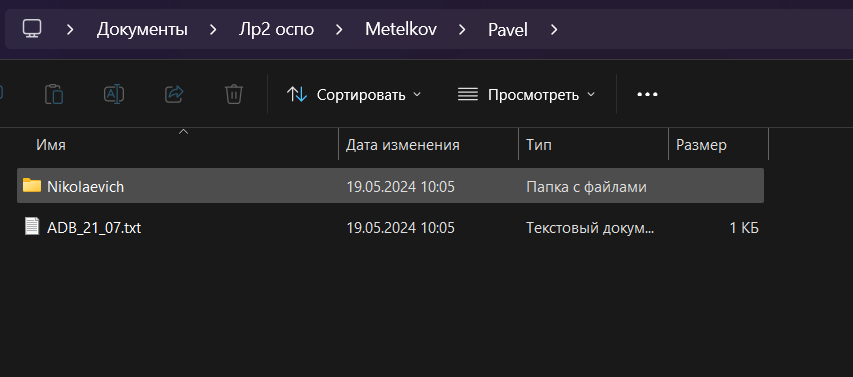 Документы > Лр2 оспо > Metelkov > Pavel >
Сортировать Просмотреть
Имя Дата изменения Тип Размер
Nikolaevich 19.05.2024 10:05 Папка с файлами
ADB_21_07.txt 19.05.2024 10:05 Текстовый докум... 1 КБ